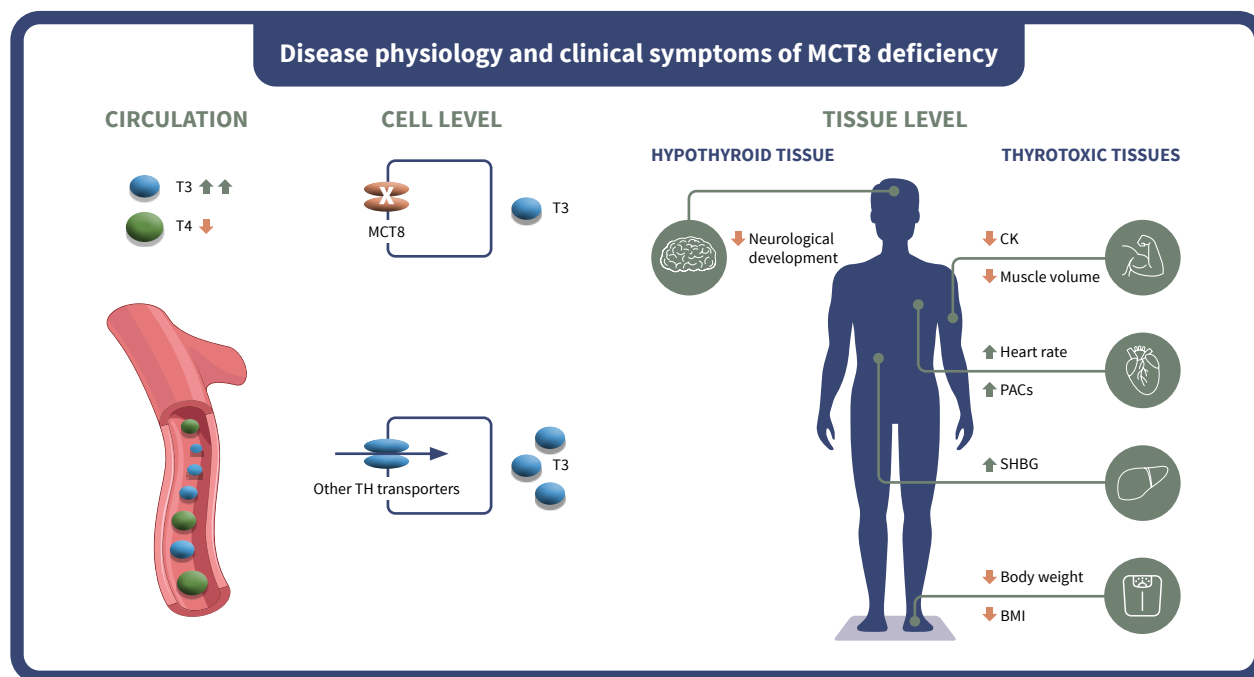 Disease physiology and clinical symptoms of MCT8 deficiency
CIRCULATION
T3
T4
CELL LEVEL
X
MCT8
T3
Other TH transporters
T3
TISSUE LEVEL
HYPOTHYROID TISSUE
Neurological
development
THYROTOXIC TISSUES
CK
Muscle volume
Heart rate
PACs
SHBG
Body weight
BMI